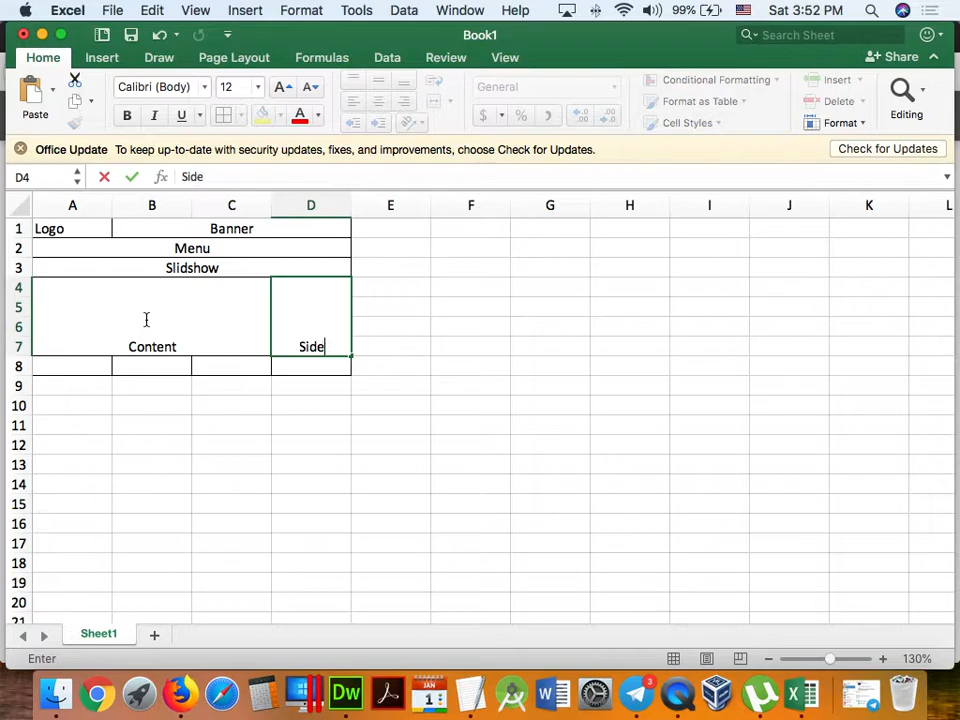 Excel File Edit View Insert Format Tools Data Window Help 99% Sat 3:52 PM
Book1
Search Sheet
Home Insert Draw Page Layout Formulas Data Review View
Share
Paste
Calibri (Body) 12 A A
B I U A
General
$ % )
Conditional Formatting
Format as Table
Cell Styles
Insert
Delete
Format
Editing
Office Update To keep up-to-date with security updates, fixes, and improvements, choose Check for Updates. Check for Updates
D4 fx Side
A B C D E F G H I J K L
1 Logo Banner
2 Menu
3 Slidshow
4
5
6
7 Content Side
8
9
10
11
12
13
14
15
16
17
18
19
20
21
Sheet1 +
Enter 130%
Dw JAN 1 W 3 X